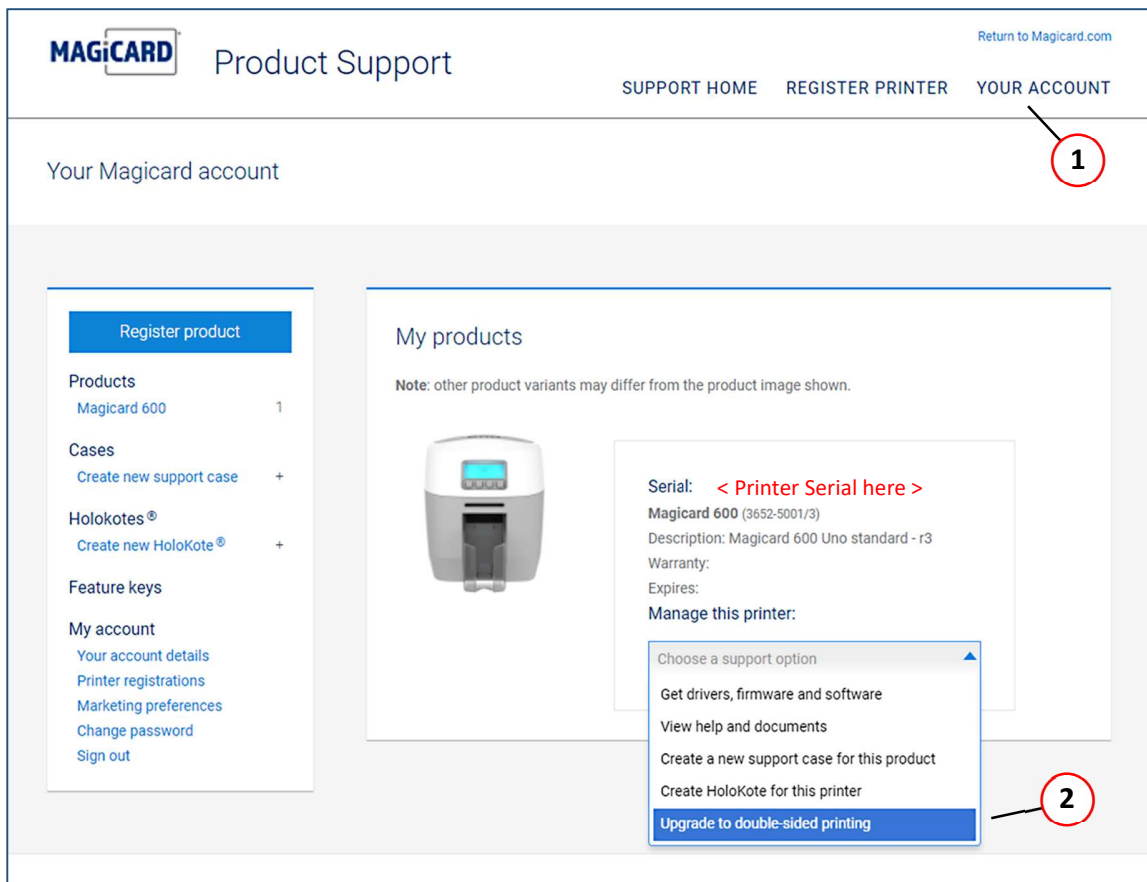 MAGiCARD
Product Support
Return to Magicard.com
SUPPORT HOME REGISTER PRINTER YOUR ACCOUNT
1
Your Magicard account
Register product
Products
Magicard 600 1
Cases
Create new support case +
Holokotes ®
Create new HoloKote ® +
Feature keys
My account
Your account details
Printer registrations
Marketing preferences
Change password
Sign out
My products
Note: other product variants may differ from the product image shown.
Serial: < Printer Serial here >
Magicard 600 (3652-5001/3)
Description: Magicard 600 Uno standard - r3
Warranty:
Expires:
Manage this printer:
Choose a support option
Get drivers, firmware and software
View help and documents
Create a new support case for this product
Create HoloKote for this printer
Upgrade to double-sided printing
2